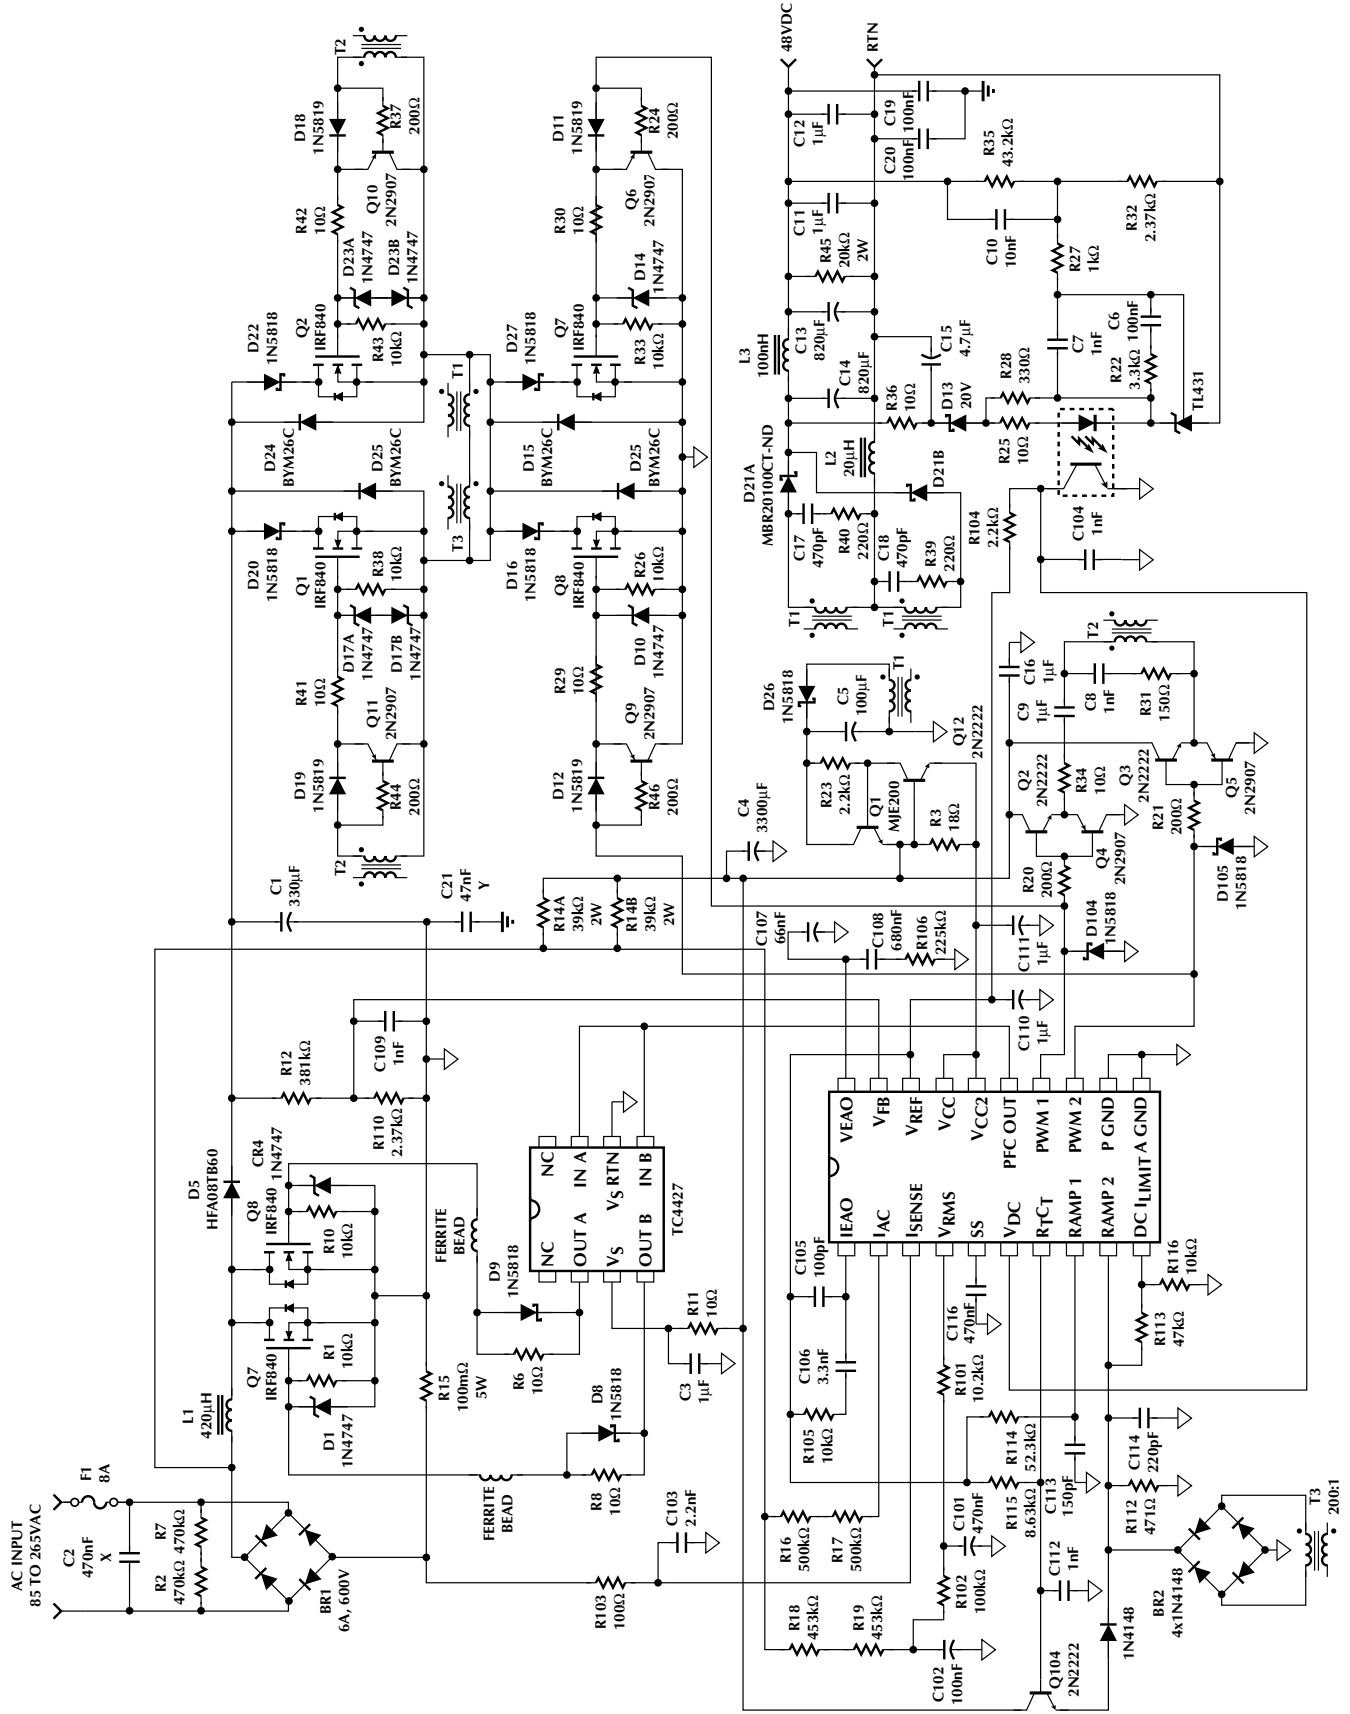 AC INPUT
85 TO 265VAC
F1
8A
C2
470nF
X
R2
470kΩ
R7
470kΩ
BR1
6A, 600V
L1
420µH
Q7
IRF840
Q8
IRF840
CR4
1N4747
D5
HFA08TB60
D1
1N4747
R1
10kΩ
R10
10kΩ
R12
381kΩ
R110
2.37kΩ
C109
1nF
C1
330µF
C21
47nF
Y
R15
100mΩ
5W
FERRITE
BEAD
FERRITE
BEAD
D9
1N5818
R6
10Ω
D8
1N5818
R8
10Ω
C103
2.2nF
R103
100Ω
NC
OUT A
VS
OUT B
NC
IN A
VS RTN
IN B
TC4427
R11
10Ω
C3
1µF
R14A
39kΩ
2W
R14B
39kΩ
2W
T2
D19
1N5819
R44
200Ω
Q11
2N2907
R41
10Ω
D17A
1N4747
D17B
1N4747
R38
10kΩ
Q1
IRF840
D20
1N5818
D25
BYM26C
D24
BYM26C
D22
1N5818
Q2
IRF840
R43
10kΩ
D23A
1N4747
D23B
1N4747
R42
10Ω
Q10
2N2907
D18
1N5819
R37
200Ω
T2
T3
T1
D12
1N5819
R46
200Ω
Q9
2N2907
R29
10Ω
D10
1N4747
R26
10kΩ
Q8
IRF840
D16
1N5818
D25
BYM26C
D15
BYM26C
D27
1N5818
Q7
IRF840
R33
10kΩ
D14
1N4747
R30
10Ω
Q6
2N2907
D11
1N5819
R24
200Ω
C4
3300µF
D26
1N5818
C5
100µF
T1
R23
2.2kΩ
Q1
MJE200
Q12
2N2222
R3
18Ω
T1
T1
D21A
MBR20100CT-ND
C17
470pF
R40
220Ω
C18
470pF
R39
220Ω
D21B
L2
20µH
L3
100nH
C14
820µF
C13
820µF
R45
20kΩ
2W
C11
1µF
C12
1µF
C19
100nF
C20
100nF
48VDC
RTN
R36
10Ω
C15
4.7µF
D13
20V
R28
330Ω
R25
10Ω
R35
43.2kΩ
C10
10nF
R27
1kΩ
R32
2.37kΩ
C7
1nF
C6
100nF
R22
3.3kΩ
TL431
R104
2.2kΩ
C104
1nF
C16
1µF
C9
1µF
C8
1nF
R31
150Ω
T2
Q2
2N2222
R34
10Ω
Q3
2N2222
Q5
2N2907
R21
200Ω
R20
200Ω
Q4
2N2907
D104
1N5818
D105
1N5818
C107
66nF
C108
680nF
R106
225kΩ
C111
1µF
C110
1µF
IEAO
IAC
ISENSE
VRMS
SS
VDC
RTCT
RAMP 1
RAMP 2
DC ILIMIT
VEAO
VFB
VREF
VCC
VCC2
PFC OUT
PWM 1
PWM 2
P GND
A GND
C105
100pF
C106
3.3nF
R105
10kΩ
R16
500kΩ
R17
500kΩ
R18
453kΩ
R19
453kΩ
C102
100nF
R102
100kΩ
C101
470nF
R101
10.2kΩ
C116
470nF
R114
52.3kΩ
R115
8.63kΩ
C113
150pF
C112
1nF
Q104
2N2222
R112
471Ω
C114
220pF
R113
47kΩ
R116
10kΩ
1N4148
BR2
4x1N4148
T3
200:1